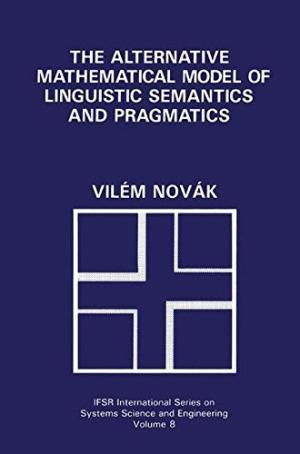 THE ALTERNATIVE
MATHEMATICAL MODEL OF
LINGUISTIC SEMANTICS
AND PRAGMATICS
VILÉM NOVÁK
IFSR International Series on
Systems Science and Engineering
Volume 8